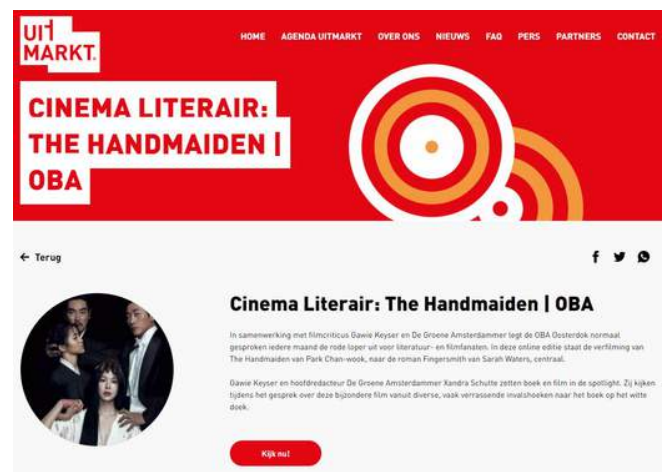 UIT
MARKT.
HOME AGENDA UITMARKT OVER ONS NIEUWS FAQ PERS PARTNERS CONTACT
CINEMA LITERAIR:
THE HANDMAIDEN |
OBA
← Terug
Cinema Literair: The Handmaiden | OBA
In samenwerking met filmcriticus Gawie Keyser en De Groene Amsterdammer legt de OBA Oosterdok normaal
gesproken iedere maand de rode loper uit voor literatuur- en filmfanaten. In deze online editie staat de verfilming van
The Handmaiden van Park Chan-wook, naar de roman Fingersmith van Sarah Waters, centraal.
Gawie Keyser en hoofdredacteur De Groene Amsterdammer Xandra Schutte zetten boek en film in de spotlight. Zij kijken
tijdens het gesprek over deze bijzondere film vanuit diverse, vaak verrassende invalshoeken naar het boek op het witte
doek.
Kijk nu!